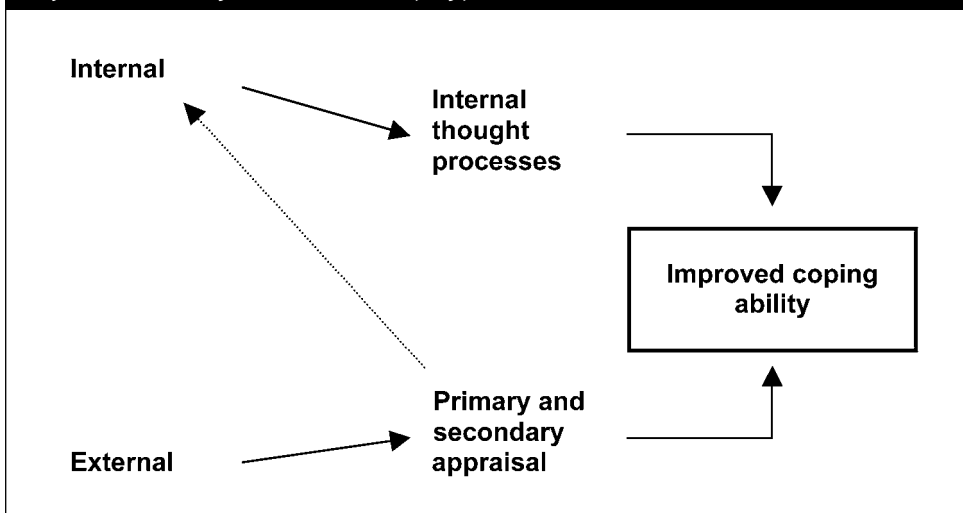 Internal
Internal
thought
processes
Improved coping
ability
Primary and
secondary
appraisal
External